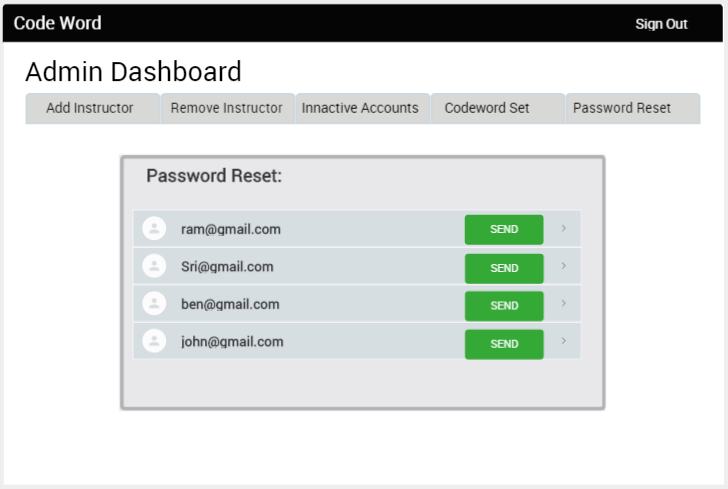 Code Word Sign Out
Admin Dashboard
Add Instructor Remove Instructor Innactive Accounts Codeword Set Password Reset
Password Reset:
ram@gmail.com SEND
Sri@gmail.com SEND
ben@gmail.com SEND
john@gmail.com SEND